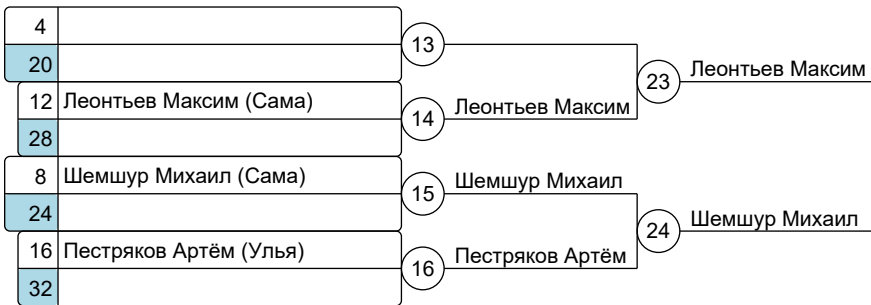 4
13
20
23 Леонтьев Максим
12 Леонтьев Максим (Сама)
14 Леонтьев Максим
28
8 Шемшур Михаил (Сама)
15 Шемшур Михаил
24
24 Шемшур Михаил
16 Пестряков Артём (Улья)
16 Пестряков Артём
32